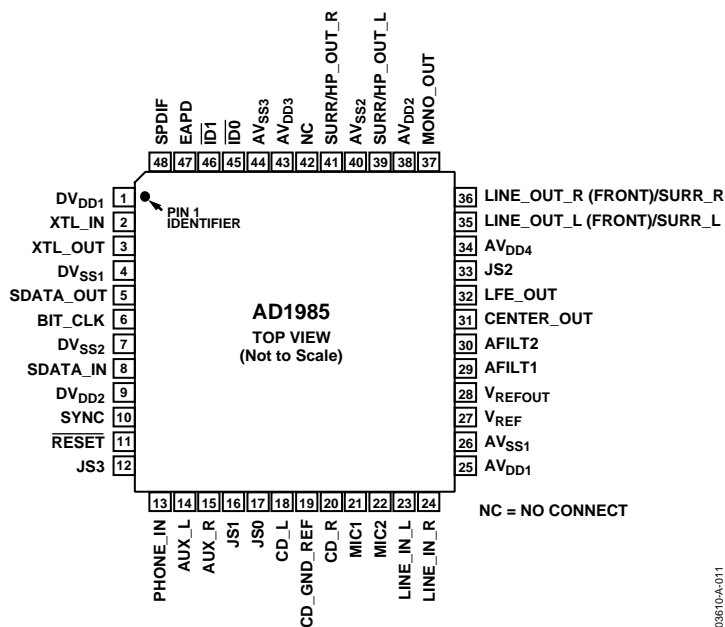 SPDIF
EAPD
ID1
ID0
AVSS3
AVDD3
NC
SURR/HP_OUT_R
AVSS2
SURR/HP_OUT_L
AVDD2
MONO_OUT
48 47 46 45 44 43 42 41 40 39 38 37
DVDD1 1
XTL_IN 2
XTL_OUT 3
DVSS1 4
SDATA_OUT 5
BIT_CLK 6
DVSS2 7
SDATA_IN 8
DVDD2 9
SYNC 10
RESET 11
JS3 12
PIN 1
IDENTIFIER
AD1985
TOP VIEW
(Not to Scale)
36 LINE_OUT_R (FRONT)/SURR_R
35 LINE_OUT_L (FRONT)/SURR_L
34 AVDD4
33 JS2
32 LFE_OUT
31 CENTER_OUT
30 AFILT2
29 AFILT1
28 VREFOUT
27 VREF
26 AVSS1
25 AVDD1
13 14 15 16 17 18 19 20 21 22 23 24
PHONE_IN
AUX_L
AUX_R
JS1
JS0
CD_L
CD_GND_REF
CD_R
MIC1
MIC2
LINE_IN_L
LINE_IN_R
NC = NO CONNECT
03610-A-011